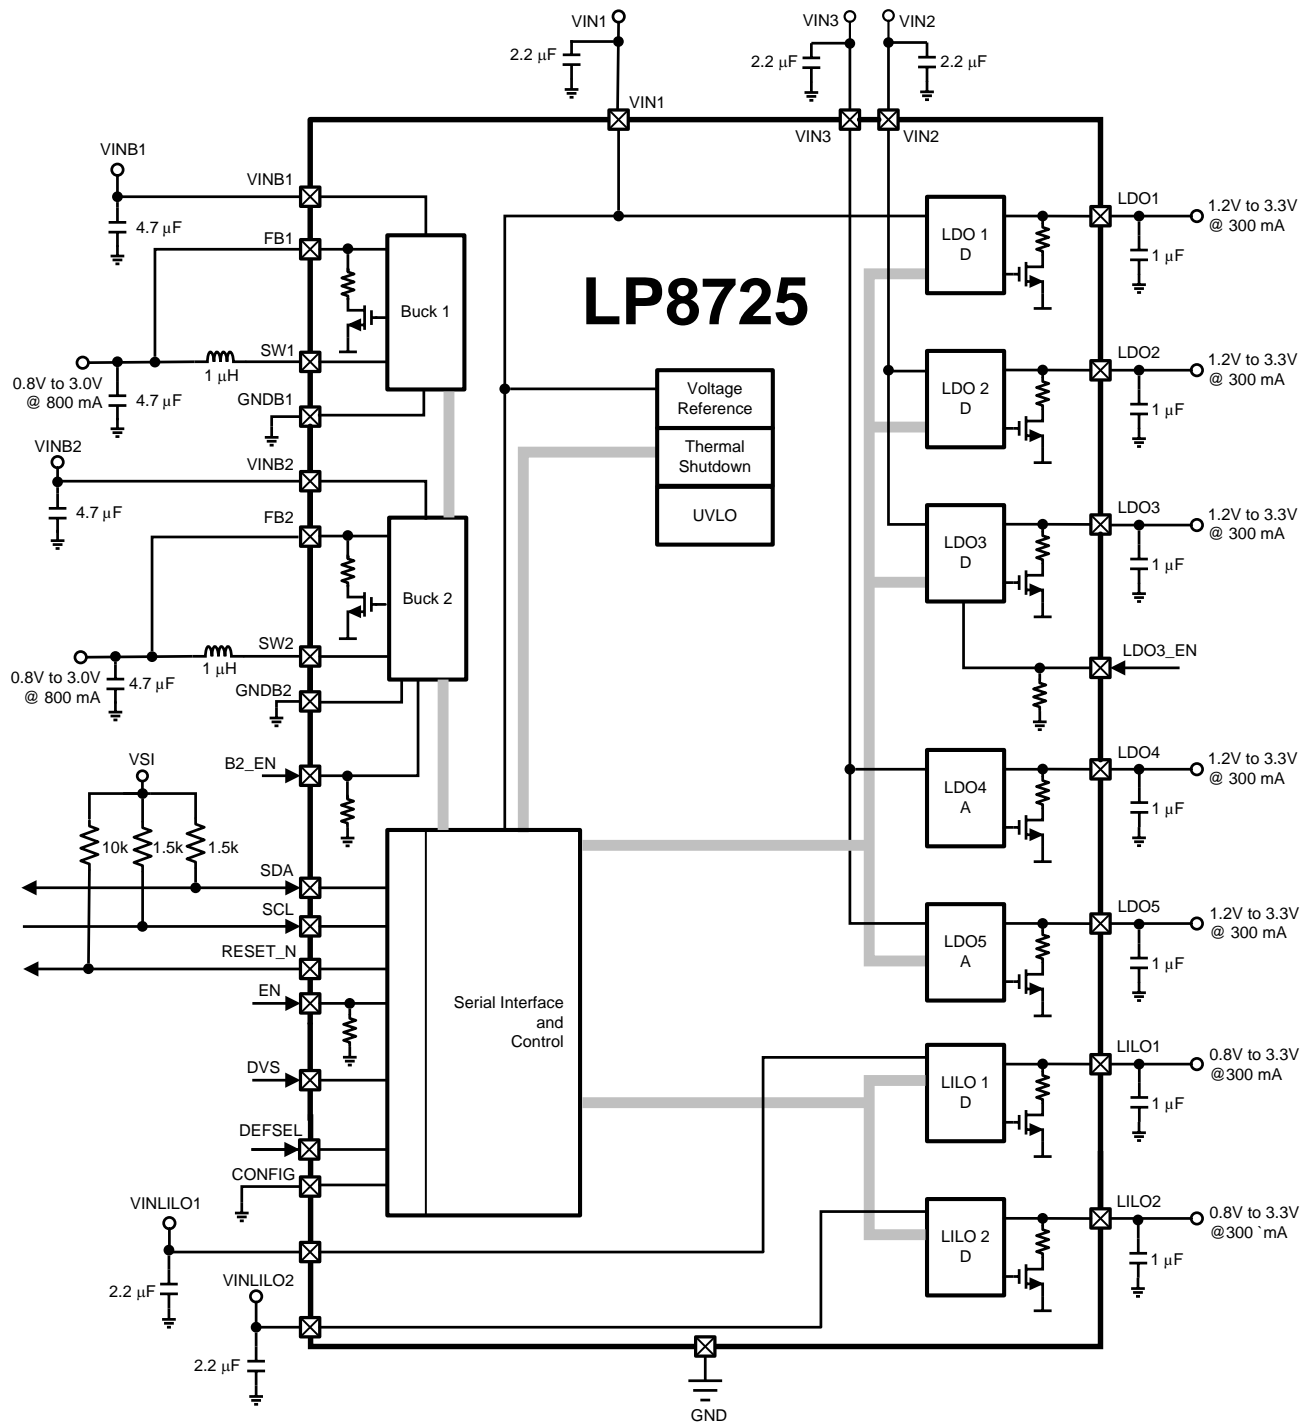 VIN1
VIN3
VIN2
2.2 µF
2.2 µF
2.2 µF
VIN1
VIN3
VIN2
VINB1
VINB1
4.7 µF
FB1
Buck 1
SW1
1 µH
0.8V to 3.0V
@ 800 mA
4.7 µF
GNDB1
VINB2
VINB2
4.7 µF
FB2
Buck 2
SW2
1 µH
0.8V to 3.0V
@ 800 mA
4.7 µF
GNDB2
B2_EN
VSI
10k
1.5k
1.5k
SDA
SCL
RESET_N
EN
DVS
DEFSEL
CONFIG
VINLILO1
2.2 µF
VINLILO2
2.2 µF
LP8725
Voltage
Reference
Thermal
Shutdown
UVLO
Serial Interface
and
Control
LDO 1
D
LDO1
1.2V to 3.3V
@ 300 mA
1 µF
LDO 2
D
LDO2
1.2V to 3.3V
@ 300 mA
1 µF
LDO3
D
LDO3
1.2V to 3.3V
@ 300 mA
1 µF
LDO3_EN
LDO4
A
LDO4
1.2V to 3.3V
@ 300 mA
1 µF
LDO5
A
LDO5
1.2V to 3.3V
@ 300 mA
1 µF
LILO 1
D
LILO1
0.8V to 3.3V
@300 mA
1 µF
LILO 2
D
LILO2
0.8V to 3.3V
@300 `mA
1 µF
GND